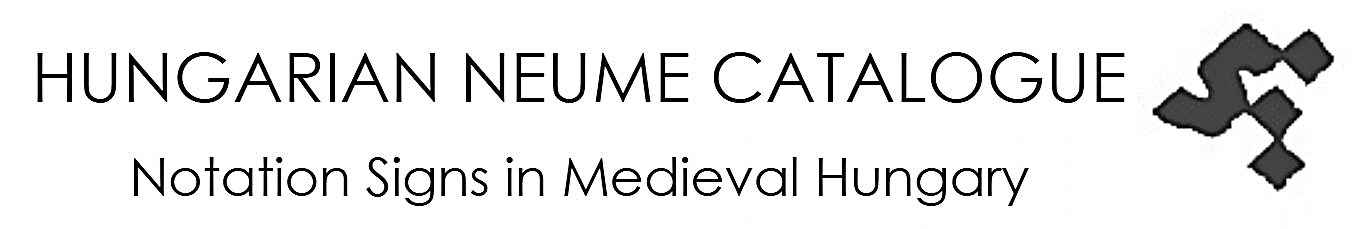 HUNGARIAN NEUME CATALOGUE
Notation Signs in Medieval Hungary